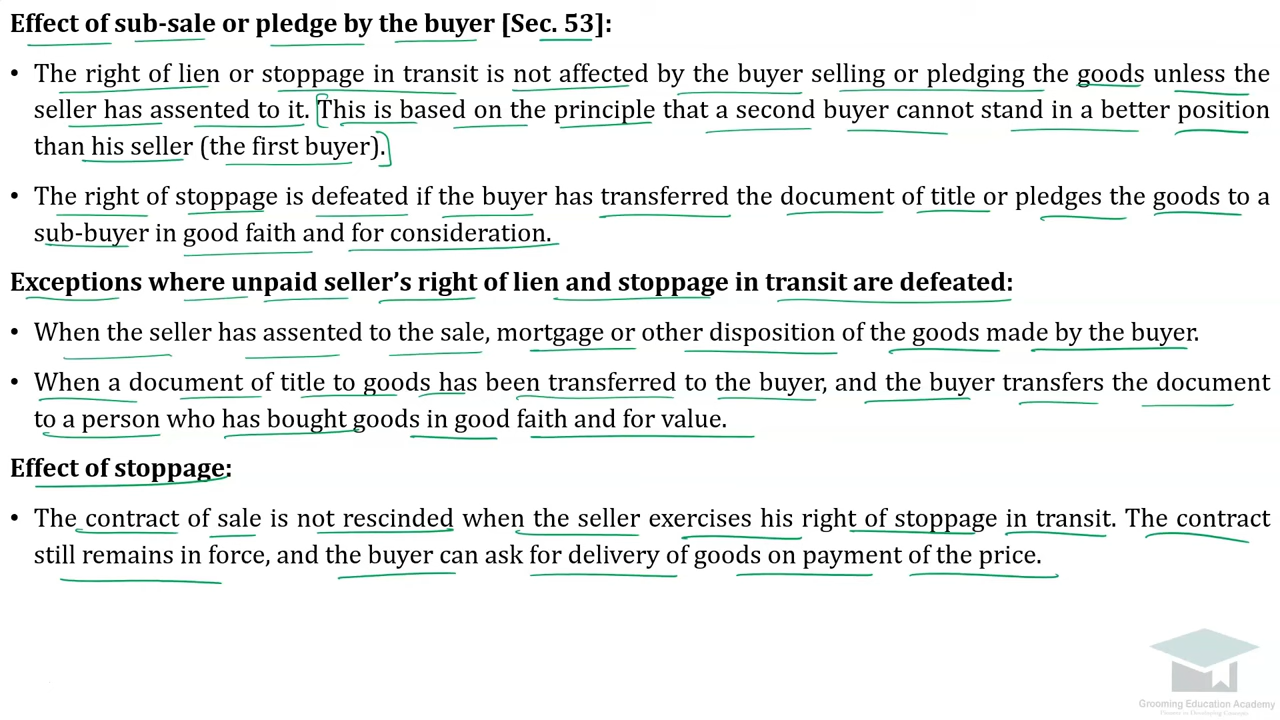 Effect of sub-sale or pledge by the buyer [Sec. 53]:
• The right of lien or stoppage in transit is not affected by the buyer selling or pledging the goods unless the
seller has assented to it. This is based on the principle that a second buyer cannot stand in a better position
than his seller (the first buyer).
• The right of stoppage is defeated if the buyer has transferred the document of title or pledges the goods to a
sub-buyer in good faith and for consideration.
Exceptions where unpaid seller’s right of lien and stoppage in transit are defeated:
• When the seller has assented to the sale, mortgage or other disposition of the goods made by the buyer.
• When a document of title to goods has been transferred to the buyer, and the buyer transfers the document
to a person who has bought goods in good faith and for value.
Effect of stoppage:
• The contract of sale is not rescinded when the seller exercises his right of stoppage in transit. The contract
still remains in force, and the buyer can ask for delivery of goods on payment of the price.
Grooming Education Academy